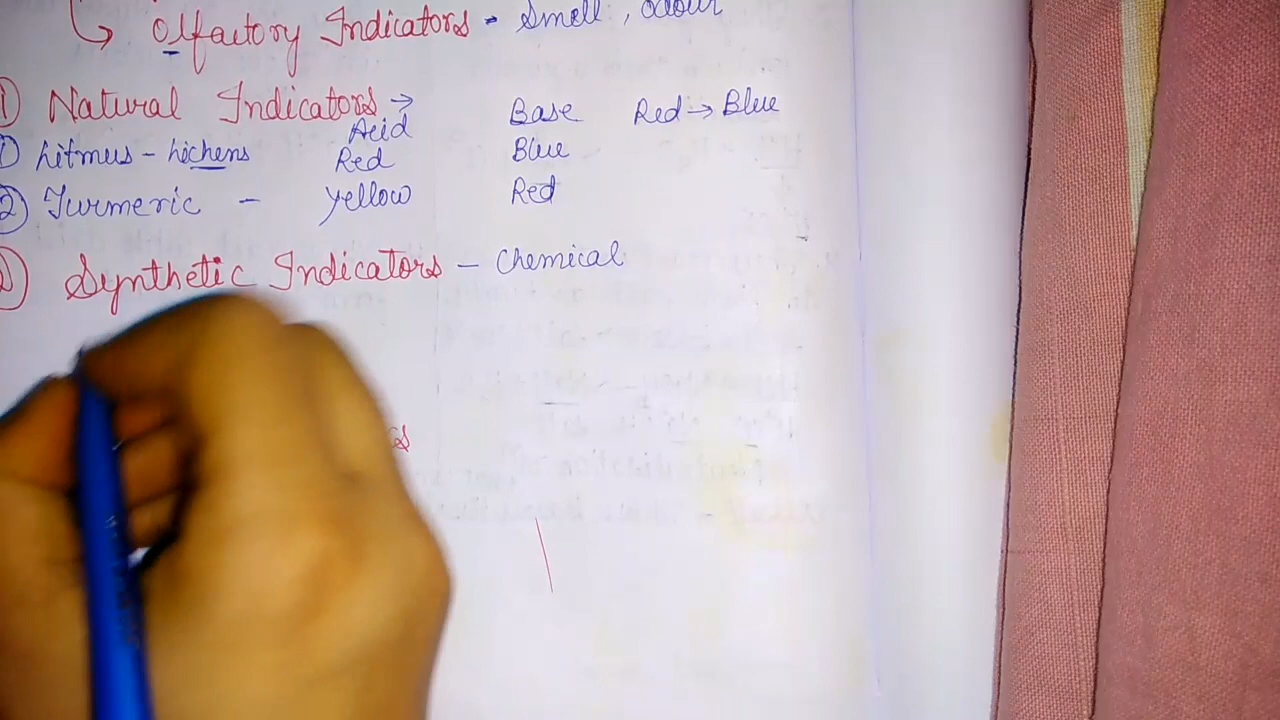 ↳ Olfactory Indicators - Smell, odour
① Natural Indicators →
Acid Base Red → Blue
① Litmus - Lichens Red Blue
② Turmeric - Yellow Red
② Synthetic Indicators - Chemical
s